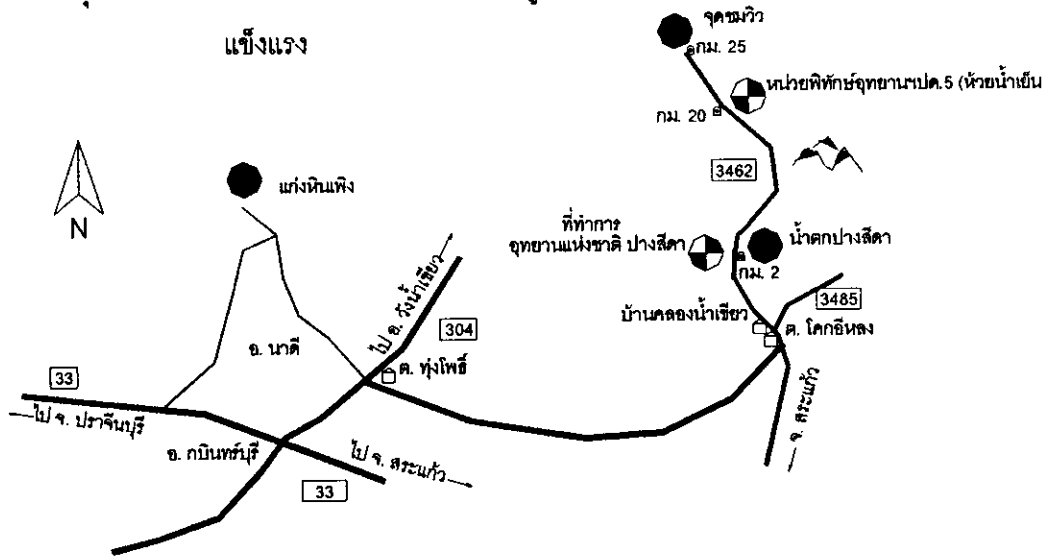 แข็งแรง
จุดชมวิว
กม. 25
หน่วยพิทักษ์อุทยานฯปด.5 (ห้วยน้ำเย็น
กม. 20
3462
แก่งหินเพิง
N
ที่ทำการ
อุทยานแห่งชาติ ปางสีดา
น้ำตกปางสีดา
กม. 2
3485
บ้านคลองน้ำเขียว
ต. โคกอีหลง
ไป อ. วังน้ำเขียว
304
อ. นาดี
ต. ทุ่งโพธิ์
33
ไป จ. ปราจีนบุรี
อ. กบินทร์บุรี
ไป จ. สระแก้ว
33
จ. สระแก้ว